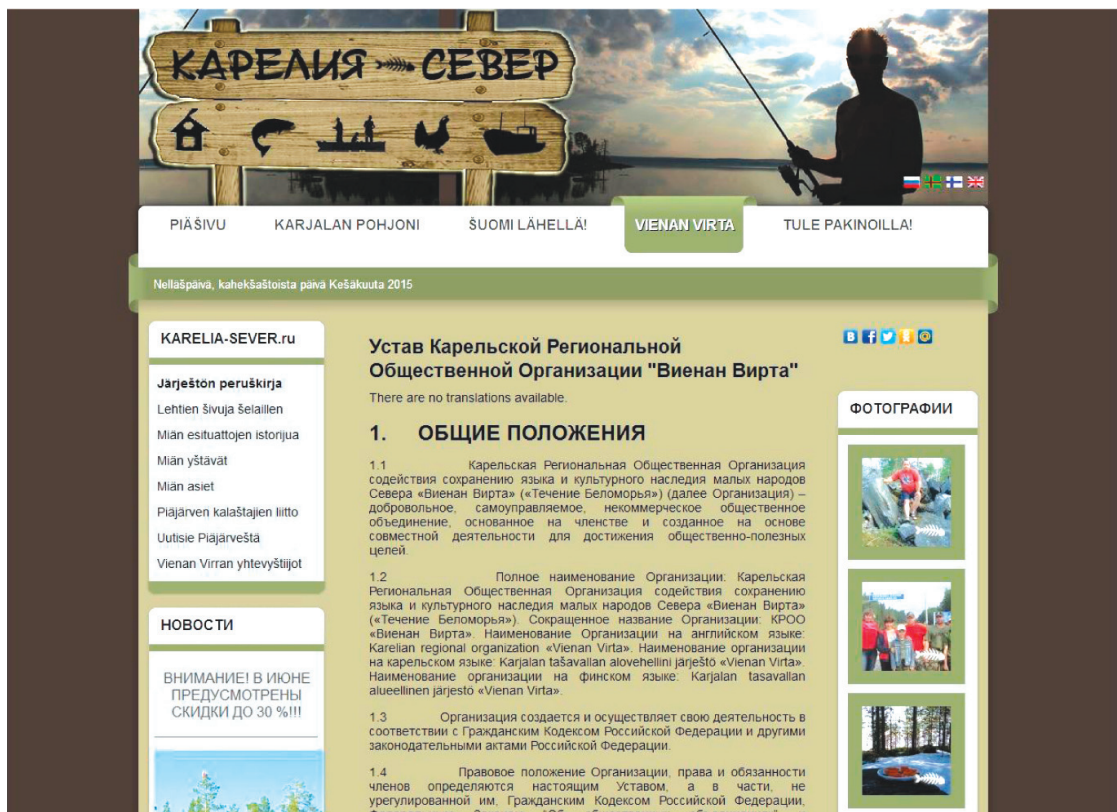 КАРЕЛИЯ СЕВЕР
PIÄŠIVU KARJALAN POHJONI ŠUOMI LÄHELLÄ! VIENAN VIRTA TULE PAKINOILLA!
Nelläšpäivä, kahekšaštoista päivä Kešäkuuta 2015
KARELIA-SEVER.ru
Järještön peruškirja
Lehtien šivuja šelaillen
Miän esituattojen istorijua
Miän yštävät
Miän asiet
Piäjärven kalaštajien liitto
Uutisie Piäjärveštä
Vienan Virran yhtevyštiijot
НОВОСТИ
ВНИМАНИЕ! В ИЮНЕ
ПРЕДУСМОТРЕНЫ
СКИДКИ ДО 30 %!!!
Устав Карельской Региональной
Общественной Организации "Виенан Вирта"
There are no translations available.
1. ОБЩИЕ ПОЛОЖЕНИЯ
1.1 Карельская Региональная Общественная Организация
содействия сохранению языка и культурного наследия малых народов
Севера «Виенан Вирта» («Течение Беломорья») (далее Организация) –
добровольное, самоуправляемое, некоммерческое общественное
объединение, основанное на членстве и созданное на основе
совместной деятельности для достижения общественно-полезных
целей.
1.2 Полное наименование Организации: Карельская
Региональная Общественная Организация содействия сохранению
языка и культурного наследия малых народов Севера «Виенан Вирта»
(«Течение Беломорья»). Сокращенное название Организации: КРОО
«Виенан Вирта». Наименование Организации на английском языке:
Karelian regional organization «Vienan Virta». Наименование организации
на карельском языке: Karjalan tašavallan alovehellini järještö «Vienan Virta».
Наименование организации на финском языке: Karjalan tasavallan
alueellinen järjestö «Vienan Virta».
1.3 Организация создается и осуществляет свою деятельность в
соответствии с Гражданским Кодексом Российской Федерации и другими
законодательными актами Российской Федерации.
1.4 Правовое положение Организации, права и обязанности
членов определяются настоящим Уставом, а в части, не
урегулированной им, Гражданским Кодексом Российской Федерации,
ФОТОГРАФИИ